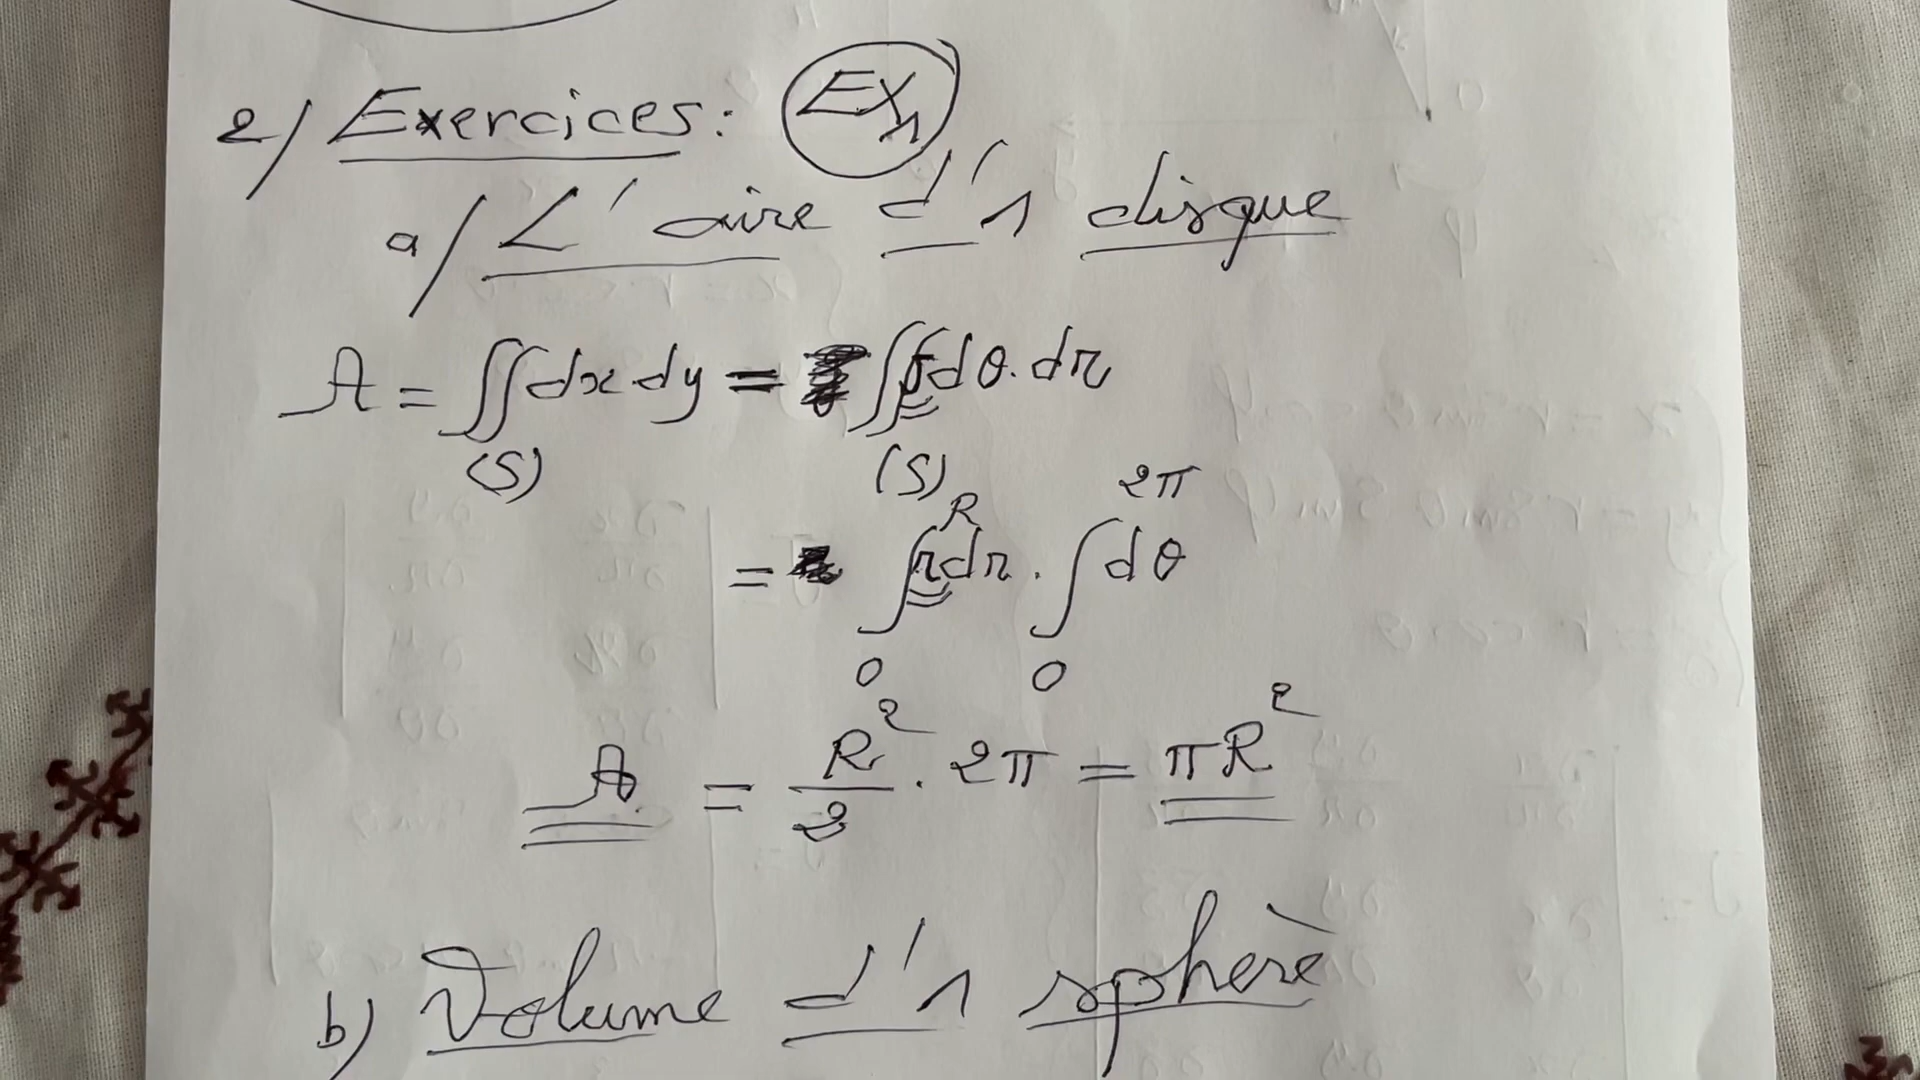 2/ Exercices: EX1
a/ L'aire d'1 disque
A = ∬ dx dy = ∬ r dθ. dr
(S) (S)
= ∫ r dr . ∫ dθ
R 2π
0 0
A = R²/2 . 2π = πR²
b) Volume d'1 sphère